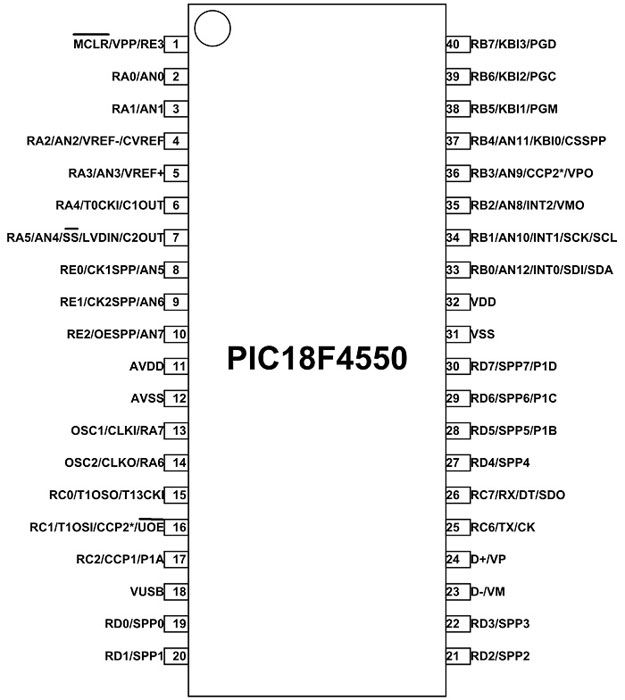 MCLR/VPP/RE3 1
40 RB7/KBI3/PGD
RA0/AN0 2
39 RB6/KBI2/PGC
RA1/AN1 3
38 RB5/KBI1/PGM
RA2/AN2/VREF-/CVREF 4
37 RB4/AN11/KBI0/CSSPP
RA3/AN3/VREF+ 5
36 RB3/AN9/CCP2*/VPO
RA4/T0CKI/C1OUT 6
35 RB2/AN8/INT2/VMO
RA5/AN4/SS/LVDIN/C2OUT 7
34 RB1/AN10/INT1/SCK/SCL
RE0/CK1SPP/AN5 8
33 RB0/AN12/INT0/SDI/SDA
RE1/CK2SPP/AN6 9
32 VDD
RE2/OESPP/AN7 10
31 VSS
PIC18F4550
AVDD 11
30 RD7/SPP7/P1D
AVSS 12
29 RD6/SPP6/P1C
OSC1/CLKI/RA7 13
28 RD5/SPP5/P1B
OSC2/CLKO/RA6 14
27 RD4/SPP4
RC0/T1OSO/T13CKI 15
26 RC7/RX/DT/SDO
RC1/T1OSI/CCP2*/UOE 16
25 RC6/TX/CK
RC2/CCP1/P1A 17
24 D+/VP
VUSB 18
23 D-/VM
RD0/SPP0 19
22 RD3/SPP3
RD1/SPP1 20
21 RD2/SPP2